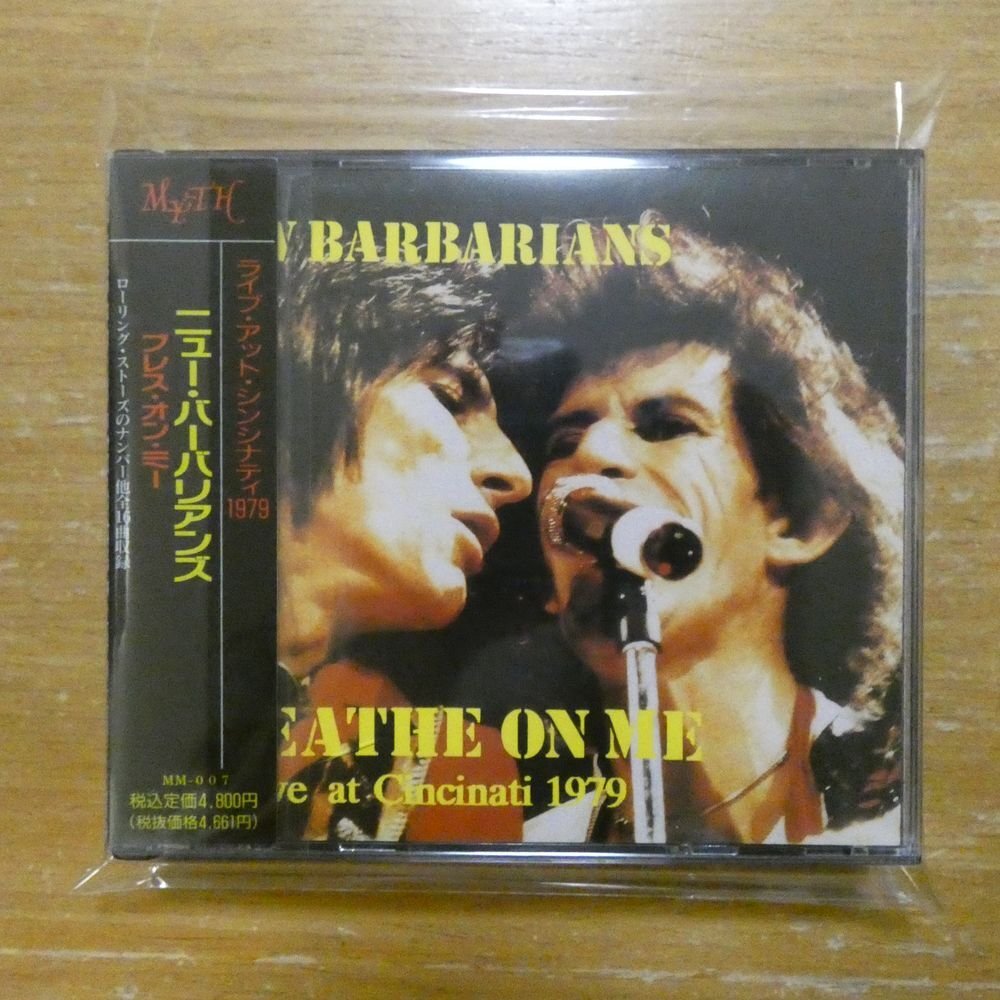 MYTH
ライブ・アット・シンシナティ1979
ニュー・バーバリアンズ
ブレス・オン・ミー
ローリング・ストーズのナンバー他全16曲収録
MM-007
税込定価4,800円
(税抜価格4,661円)
W BARBARIANS
EATHE ON ME
ve at Cincinati 1979